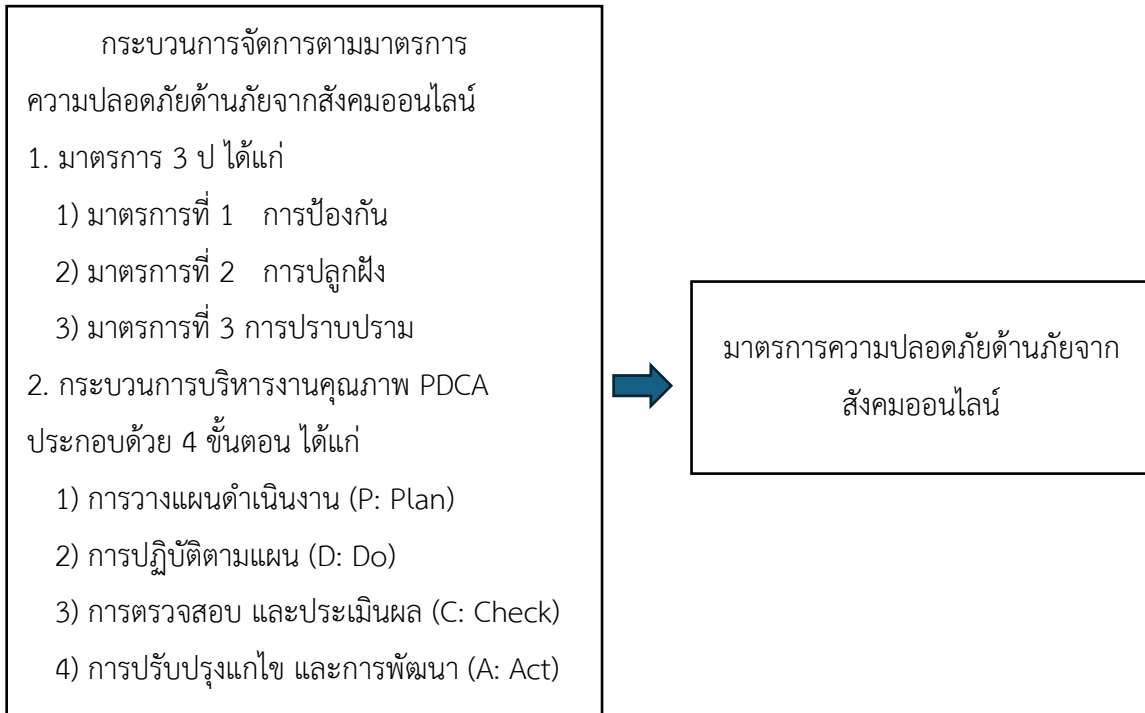 กระบวนการจัดการตามมาตรการ
ความปลอดภัยด้านภัยจากสังคมออนไลน์
1. มาตรการ 3 ป ได้แก่
1) มาตรการที่ 1 การป้องกัน
2) มาตรการที่ 2 การปลูกฝัง
3) มาตรการที่ 3 การปราบปราม
2. กระบวนการบริหารงานคุณภาพ PDCA
ประกอบด้วย 4 ขั้นตอน ได้แก่
1) การวางแผนดำเนินงาน (P: Plan)
2) การปฏิบัติตามแผน (D: Do)
3) การตรวจสอบ และประเมินผล (C: Check)
4) การปรับปรุงแกไข และการพัฒนา (A: Act)
มาตรการความปลอดภัยด้านภัยจาก
สังคมออนไลน์